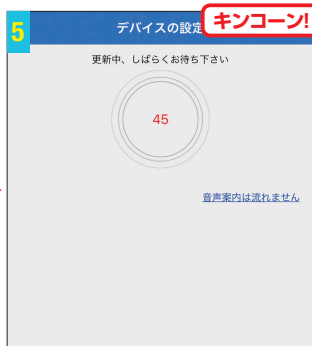 5
デバイスの設定
キンコーン!
更新中、しばらくお待ち下さい
45
音声案内は流れません